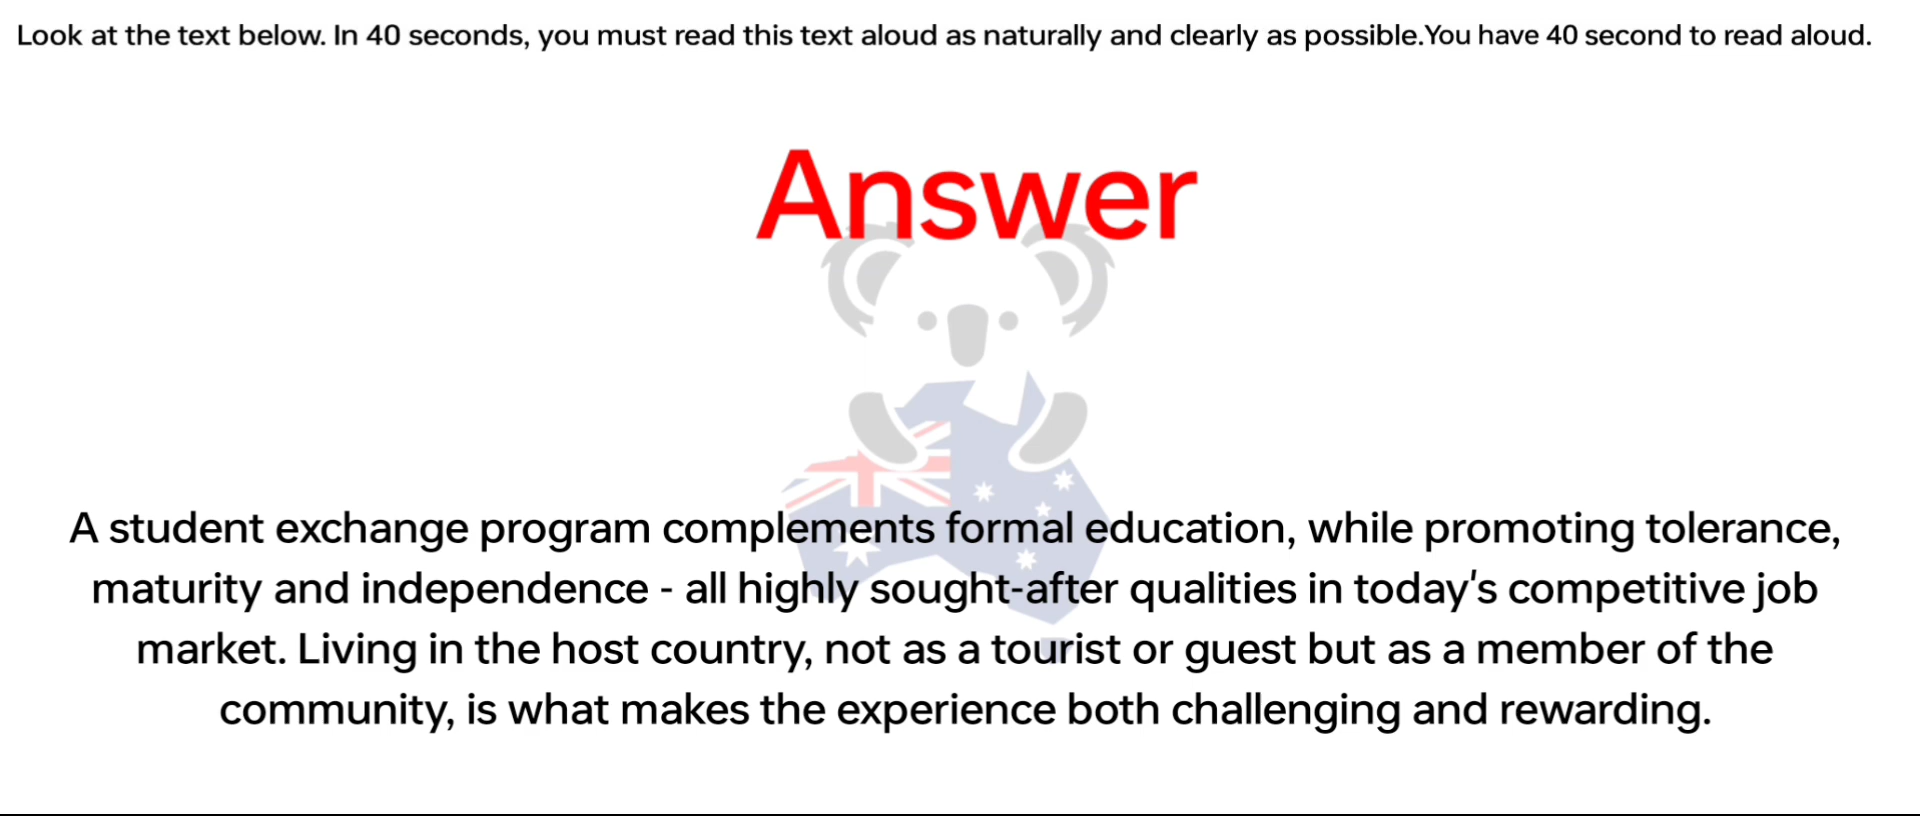 Look at the text below. In 40 seconds, you must read this text aloud as naturally and clearly as possible.You have 40 second to read aloud.
Answer
A student exchange program complements formal education, while promoting tolerance,
maturity and independence - all highly sought-after qualities in today's competitive job
market. Living in the host country, not as a tourist or guest but as a member of the
community, is what makes the experience both challenging and rewarding.